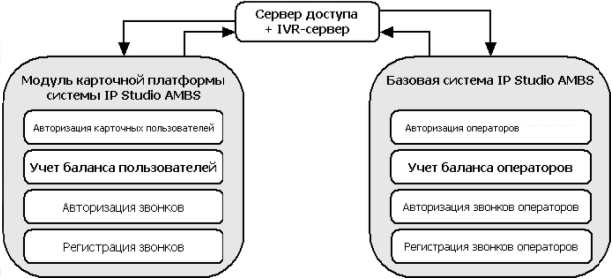 Сервер доступа
+ IVR-сервер
Модуль карточной платформы
системы IP Studio AMBS
Авторизация карточных пользователей
Учет баланса пользователей
Авторизация звонков
Регистрация звонков
Базовая система IP Studio AMBS
Авторизация операторов
Учет баланса операторов
Авторизация звонков операторов
Регистрация звонков операторов